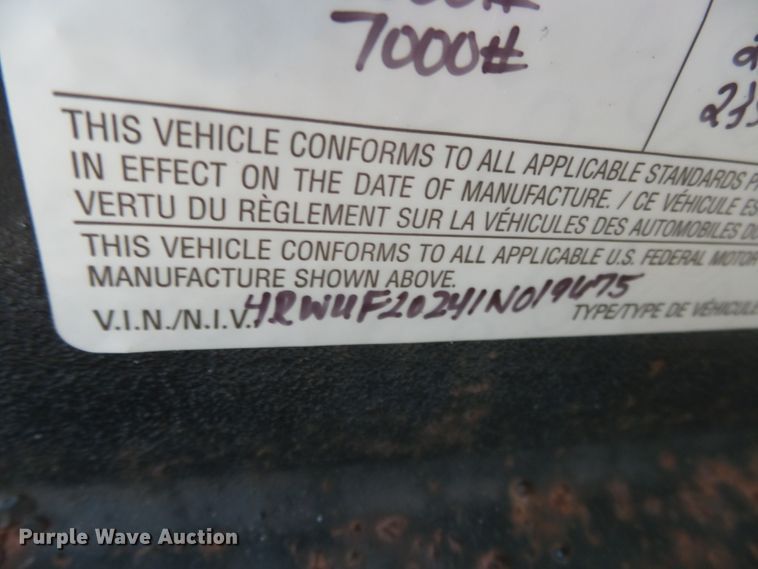 7000#
THIS VEHICLE CONFORMS TO ALL APPLICABLE STANDARDS
IN EFFECT ON THE DATE OF MANUFACTURE. / CE VÉHICULE
VERTU DU RÈGLEMENT SUR LA VÉHICULES DES AUTOMOBILES
THIS VEHICLE CONFORMS TO ALL APPLICABLE U.S. FEDERAL MOTOR
MANUFACTURE SHOWN ABOVE.
V.I.N./N.I.V. 4RWUF20241N019475 TYPE/TYPE DE VÉHICULE
Purple Wave Auction